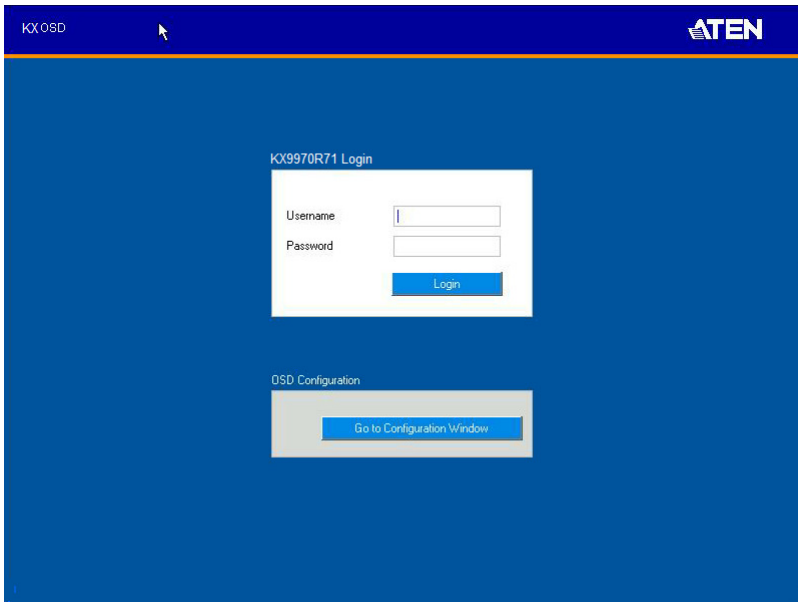 KX OSD
ATEN
KX9970R71 Login
Username
Password
Login
OSD Configuration
Go to Configuration Window